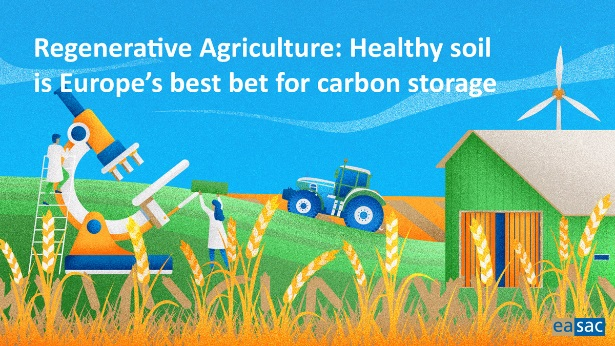 Regenerative Agriculture: Healthy soil
is Europe's best bet for carbon storage
easac